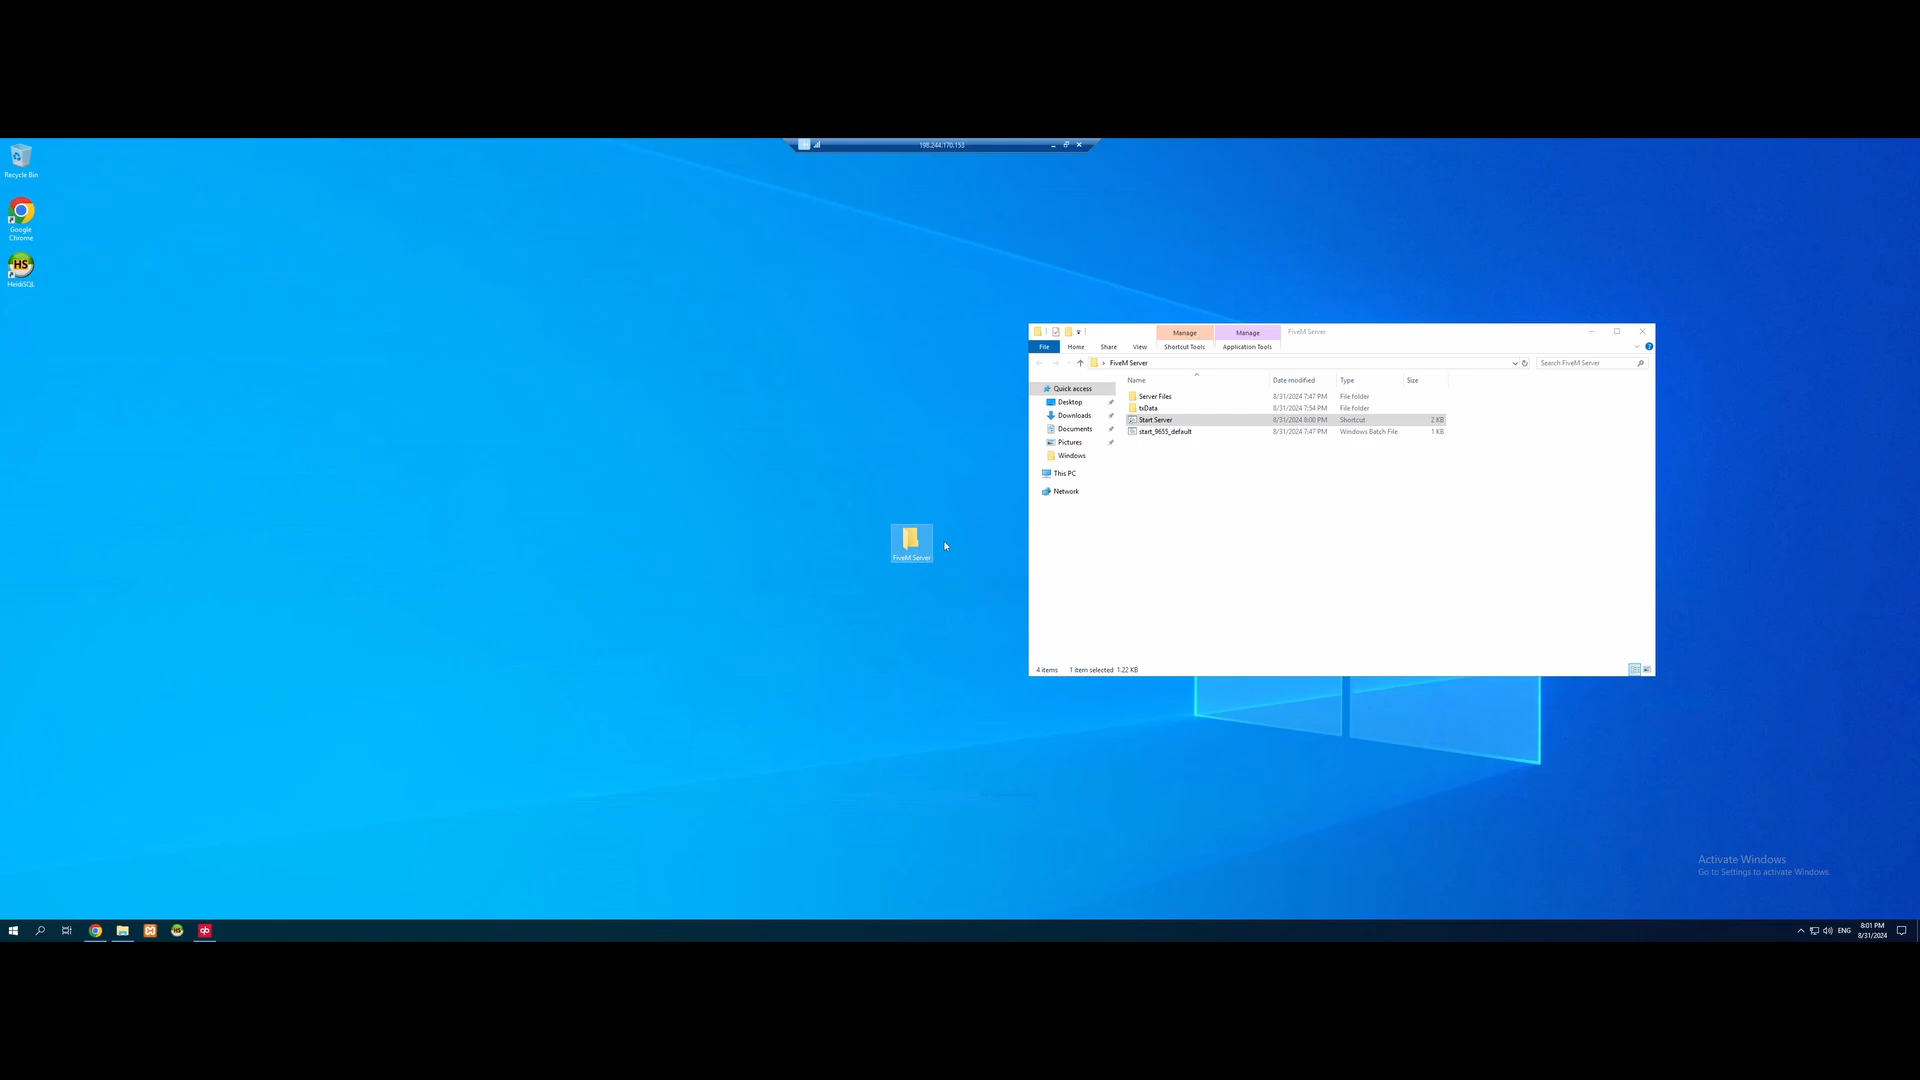 198.244.170.153
Recycle Bin
Google
Chrome
HeidiSQL
Manage Manage FiveM Server
File Home Share View Shortcut Tools Application Tools
FiveM Server Search FiveM Server
Name Date modified Type Size
Quick access
Desktop
Downloads
Documents
Pictures
Windows
This PC
Network
Server Files 8/31/2024 7:47 PM File folder
txData 8/31/2024 7:54 PM File folder
Start Server 8/31/2024 8:00 PM Shortcut 2 KB
start_9655_default 8/31/2024 7:47 PM Windows Batch File 1 KB
FiveM Server
4 items 1 item selected 1.22 KB
Activate Windows
Go to Settings to activate Windows.
ENG
8:01 PM
8/31/2024